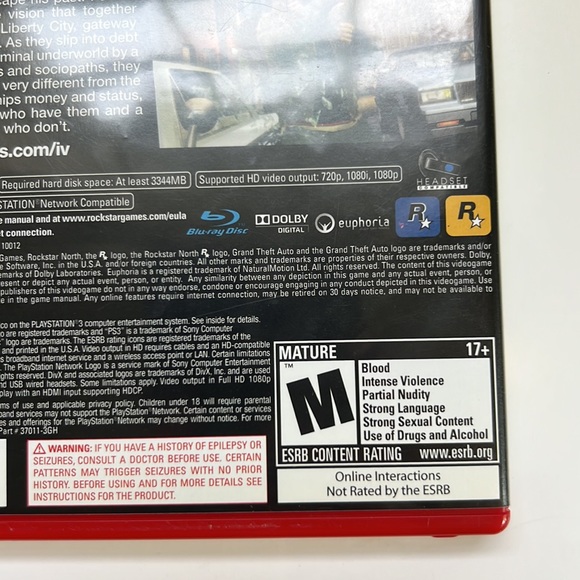 vision that together
Liberty City, gateway
. As they slip into debt
minal underworld by a
s and sociopaths, they
very different from the
hips money and status,
who have them and a
who don't.
s.com/iv
Required hard disk space: At least 3344MB
Supported HD video output: 720p, 1080i, 1080p
HEADSET
COMPATIBLE
STATION Network Compatible
e manual and at www.rockstargames.com/eula
et connection.
Blu-ray Disc
DOLBY
DIGITAL
euphoria
R
R
10012
Games, Rockstar North, the R logo, the Rockstar North R logo, Grand Theft Auto and the Grand Theft Auto logo are trademarks and/or
e Software, Inc. in the U.S.A. and/or foreign countries. All other marks and trademarks are properties of their respective owners. Dolby,
marks of Dolby Laboratories. Euphoria is a registered trademark of NaturalMotion Ltd. All rights reserved. The content of this videogame
resent or depict any actual event, person, or entity. Any similarity between any depiction in this game and any actual event, person, or
publishers of this videogame do not in any way endorse, condone or encourage engaging in any conduct depicted in this videogame. Use
e in the game manual. Any online features require internet connection, may be retired on 30 days notice, and may not be available to
co on the PLAYSTATION 3 computer entertainment system. See inside for details.
o are registered trademarks and "PS3" is a trademark of Sony Computer
logo are trademarks. The ESRB rating icons are registered trademarks of the
and printed in the U.S.A. Video output in HD requires cables and an HD-compatible
s broadband internet service and a wireless access point or LAN. Certain limitations
. The PlayStation Network Logo is a service mark of Sony Computer Entertainment
ights reserved. DivX and associated logos are trademarks of DivX, Inc. and are used
nd USB wired headsets. Some limitations apply. Video output in Full HD 1080p
play with an HDMI input supporting HDCP.
rms of use and applicable privacy policy. Children under 18 will require parental
and services may not support the PlayStation Network. Certain content or services
es and offerings for the PlayStation Network may change without notice. For more
Part # 37011-3GH
WARNING: IF YOU HAVE A HISTORY OF EPILEPSY OR
SEIZURES, CONSULT A DOCTOR BEFORE USE. CERTAIN
PATTERNS MAY TRIGGER SEIZURES WITH NO PRIOR
HISTORY. BEFORE USING AND FOR MORE DETAILS SEE
INSTRUCTIONS FOR THE PRODUCT.
MATURE 17+
M
TM
Blood
Intense Violence
Partial Nudity
Strong Language
Strong Sexual Content
Use of Drugs and Alcohol
ESRB CONTENT RATING www.esrb.org
Online Interactions
Not Rated by the ESRB